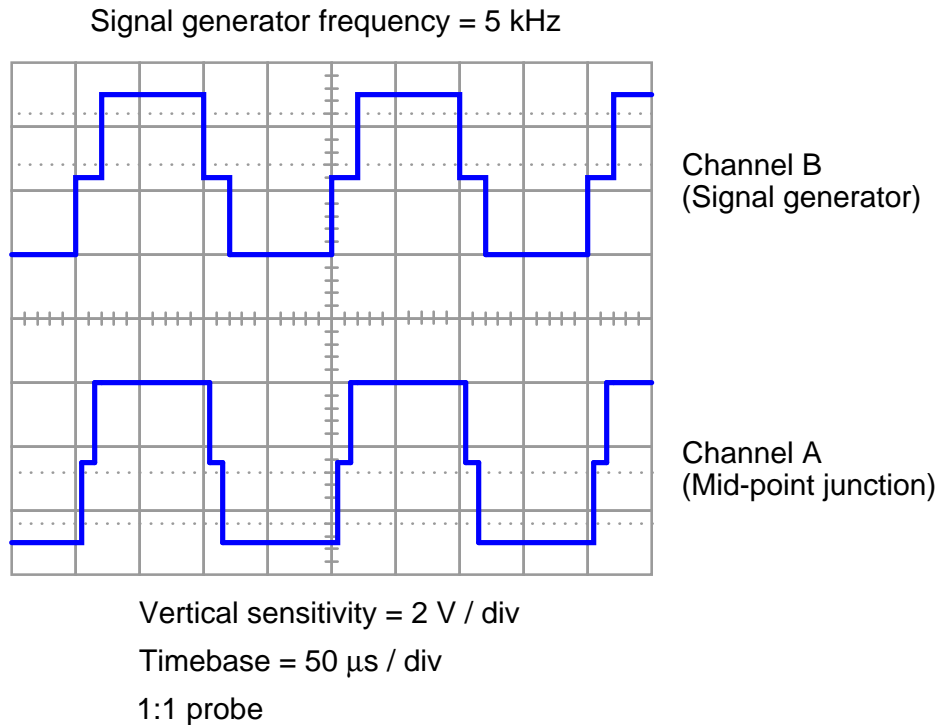 Signal generator frequency = 5 kHz
Channel B
(Signal generator)
Channel A
(Mid-point junction)
Vertical sensitivity = 2 V / div
Timebase = 50 μs / div
1:1 probe